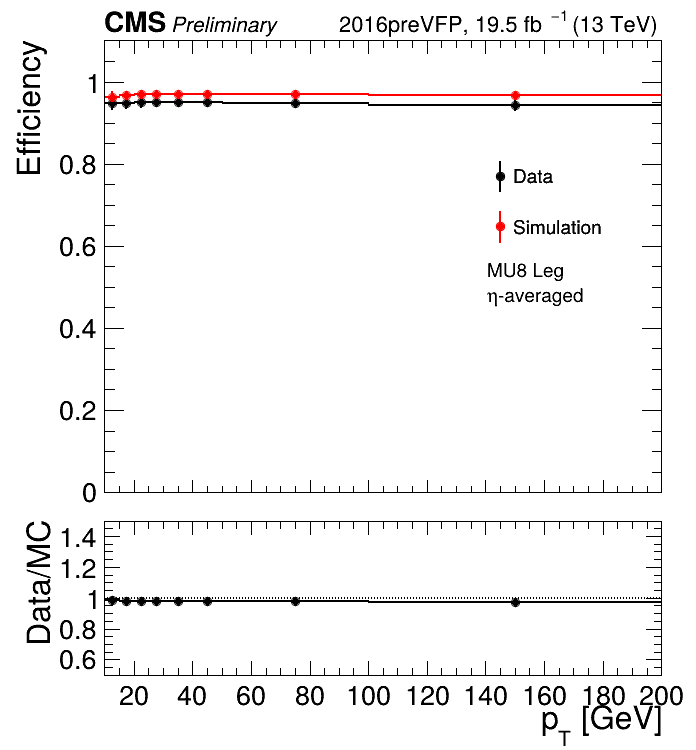 CMS Preliminary 2016preVFP, 19.5 fb⁻¹ (13 TeV)
Efficiency
1
0.8
0.6
0.4
0.2
0
Data
Simulation
MU8 Leg
η-averaged
Data/MC
1.4
1.2
1
0.8
0.6
20 40 60 80 100 120 140 160 180 200
p_T [GeV]